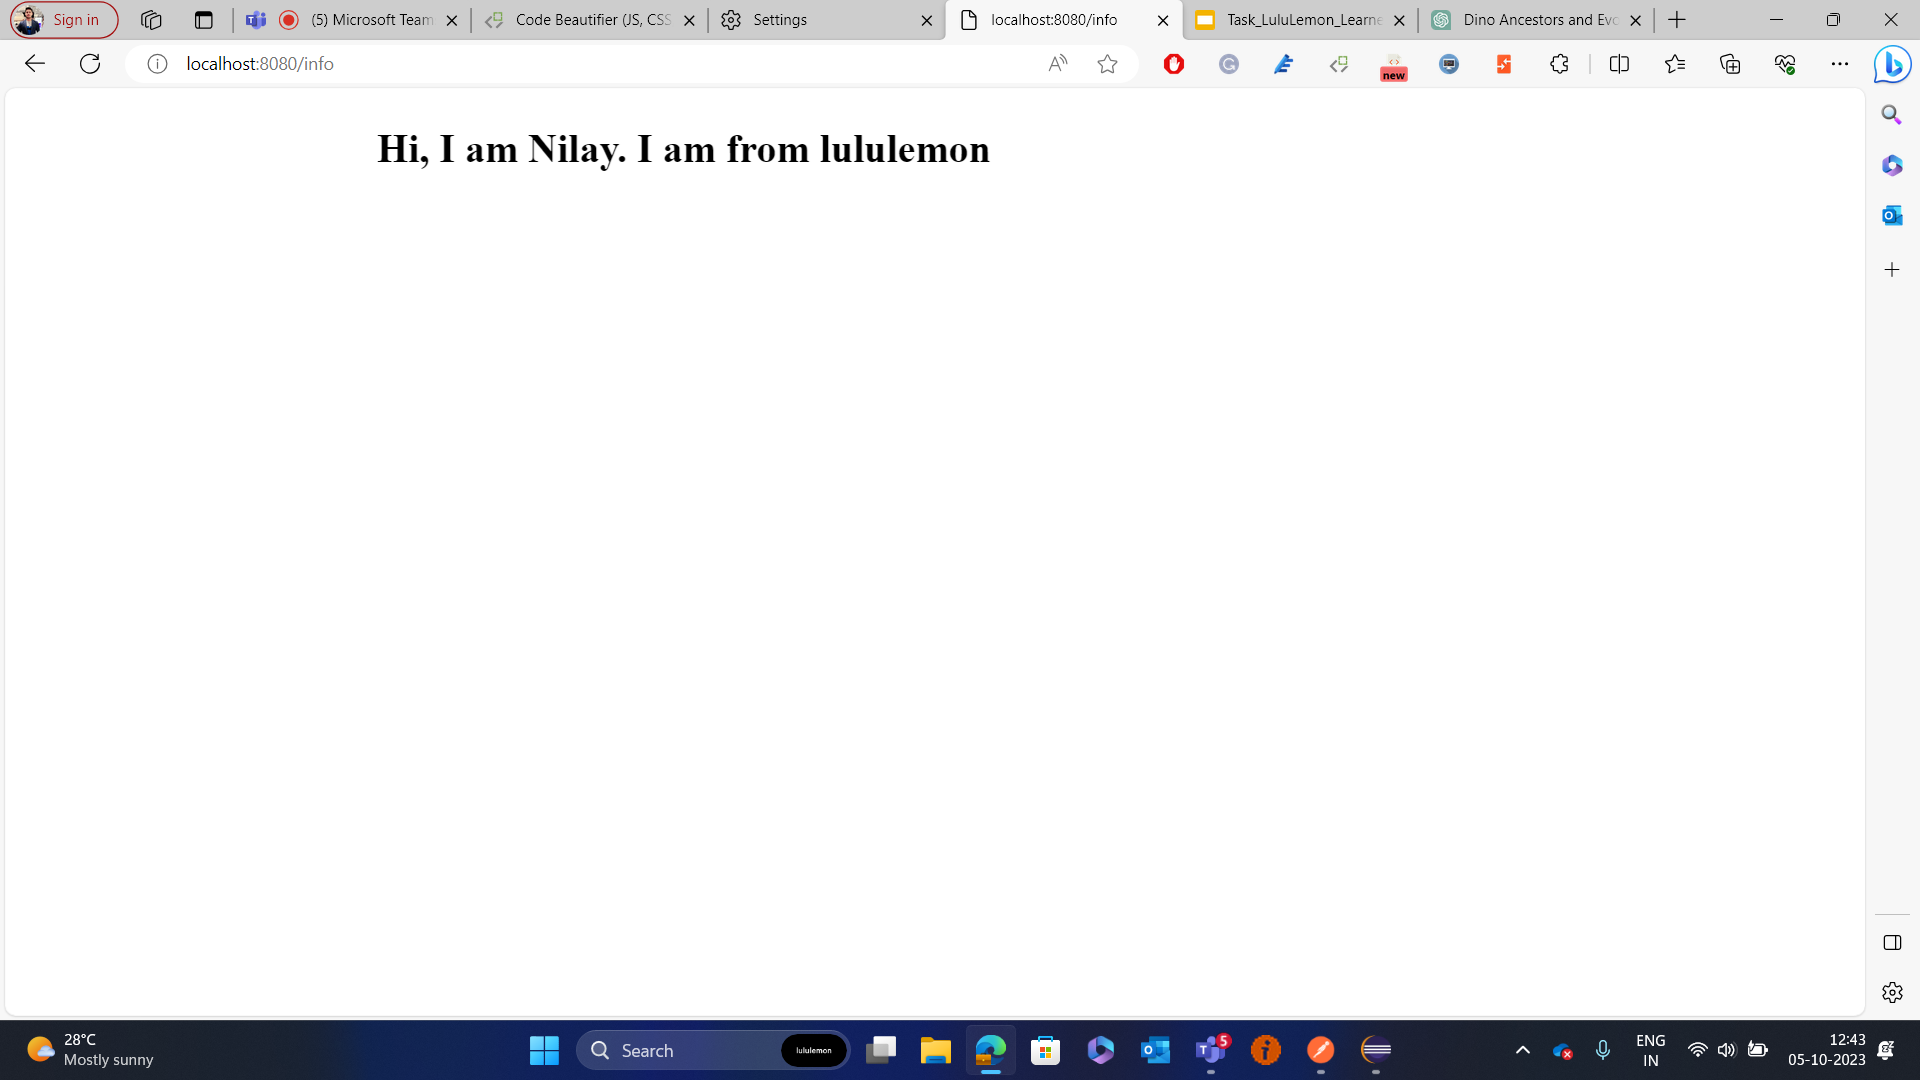 Sign in
(5) Microsoft Team
Code Beautifier (JS, CSS
Settings
localhost:8080/info
Task_LuluLemon_Learne
Dino Ancestors and Evo
localhost:8080/info
new
Hi, I am Nilay. I am from lululemon
28°C
Mostly sunny
Search
lululemon
5
ENG
IN
12:43
05-10-2023